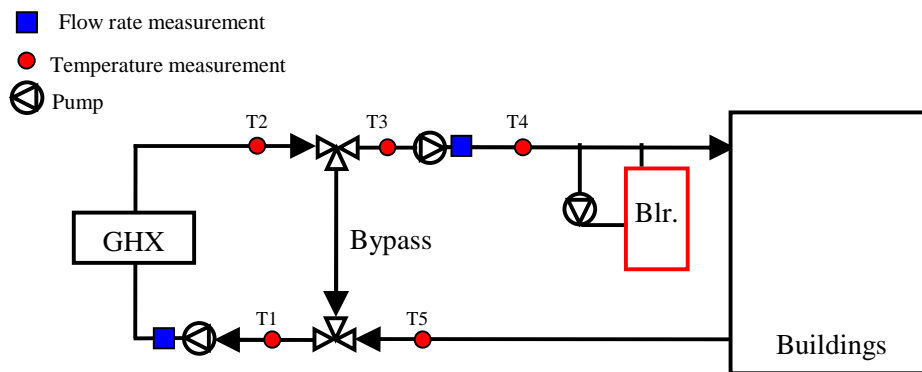 Flow rate measurement
Temperature measurement
Pump
T2
T3
T4
GHX
Bypass
Blr.
T1
T5
Buildings